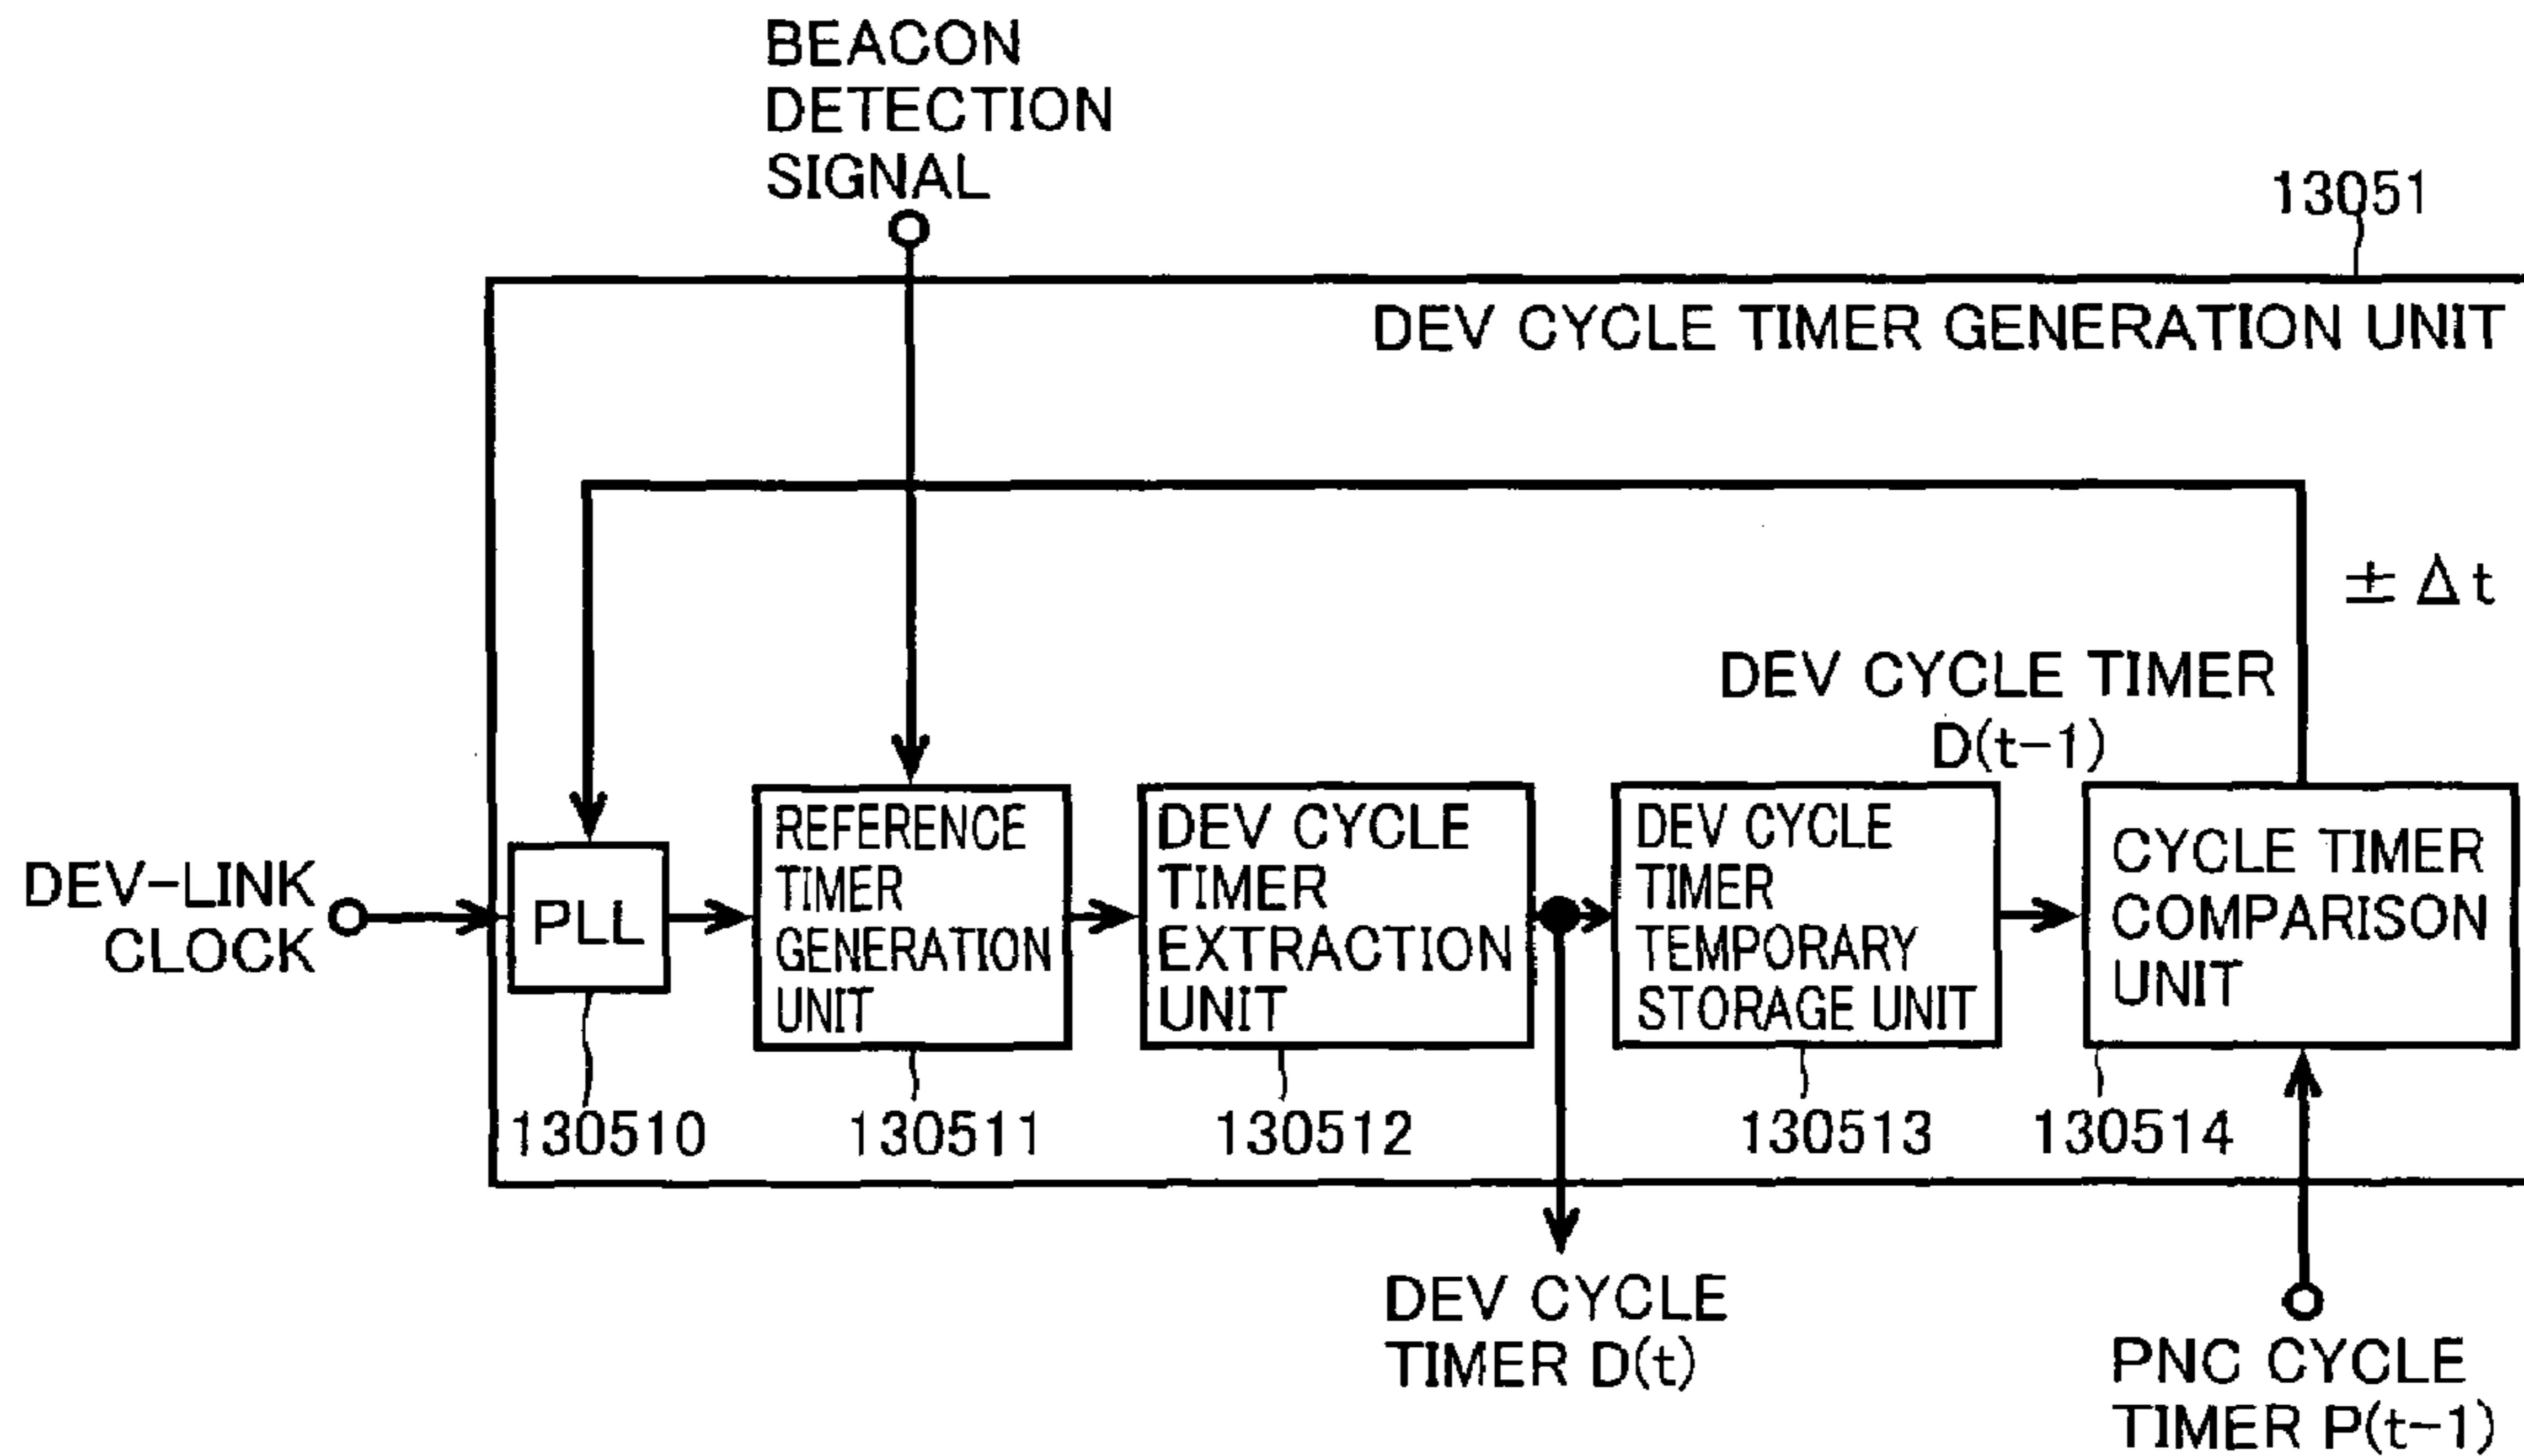 BEACON
DETECTION
SIGNAL
13051
DEV CYCLE TIMER GENERATION UNIT
± Δt
DEV CYCLE TIMER
D(t-1)
DEV-LINK
CLOCK
PLL
REFERENCE
TIMER
GENERATION
UNIT
DEV CYCLE
TIMER
EXTRACTION
UNIT
DEV CYCLE
TIMER
TEMPORARY
STORAGE UNIT
CYCLE TIMER
COMPARISON
UNIT
130510
130511
130512
130513
130514
DEV CYCLE
TIMER D(t)
PNC CYCLE
TIMER P(t-1)